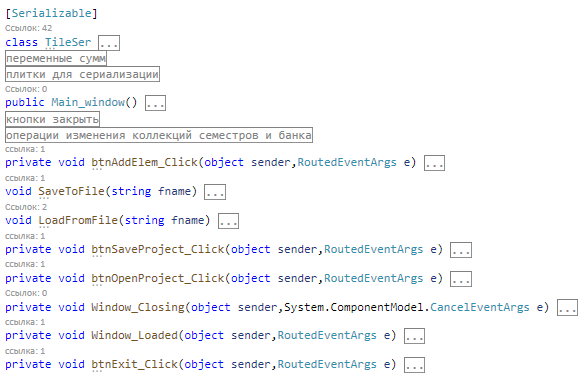 [Serializable]
Ссылок: 42
class TileSer ...
переменные сумм
плитки для сериализации
Ссылок: 0
public Main_window() ...
кнопки закрыть
операции изменения коллекций семестров и банка
ссылка: 1
private void btnAddElem_Click(object sender,RoutedEventArgs e) ...
ссылка: 1
void SaveToFile(string fname) ...
Ссылок: 2
void LoadFromFile(string fname) ...
ссылка: 1
private void btnSaveProject_Click(object sender,RoutedEventArgs e) ...
ссылка: 1
private void btnOpenProject_Click(object sender,RoutedEventArgs e) ...
Ссылок: 0
private void Window_Closing(object sender,System.ComponentModel.CancelEventArgs e) ...
ссылка: 1
private void Window_Loaded(object sender,RoutedEventArgs e) ...
ссылка: 1
private void btnExit_Click(object sender,RoutedEventArgs e) ...